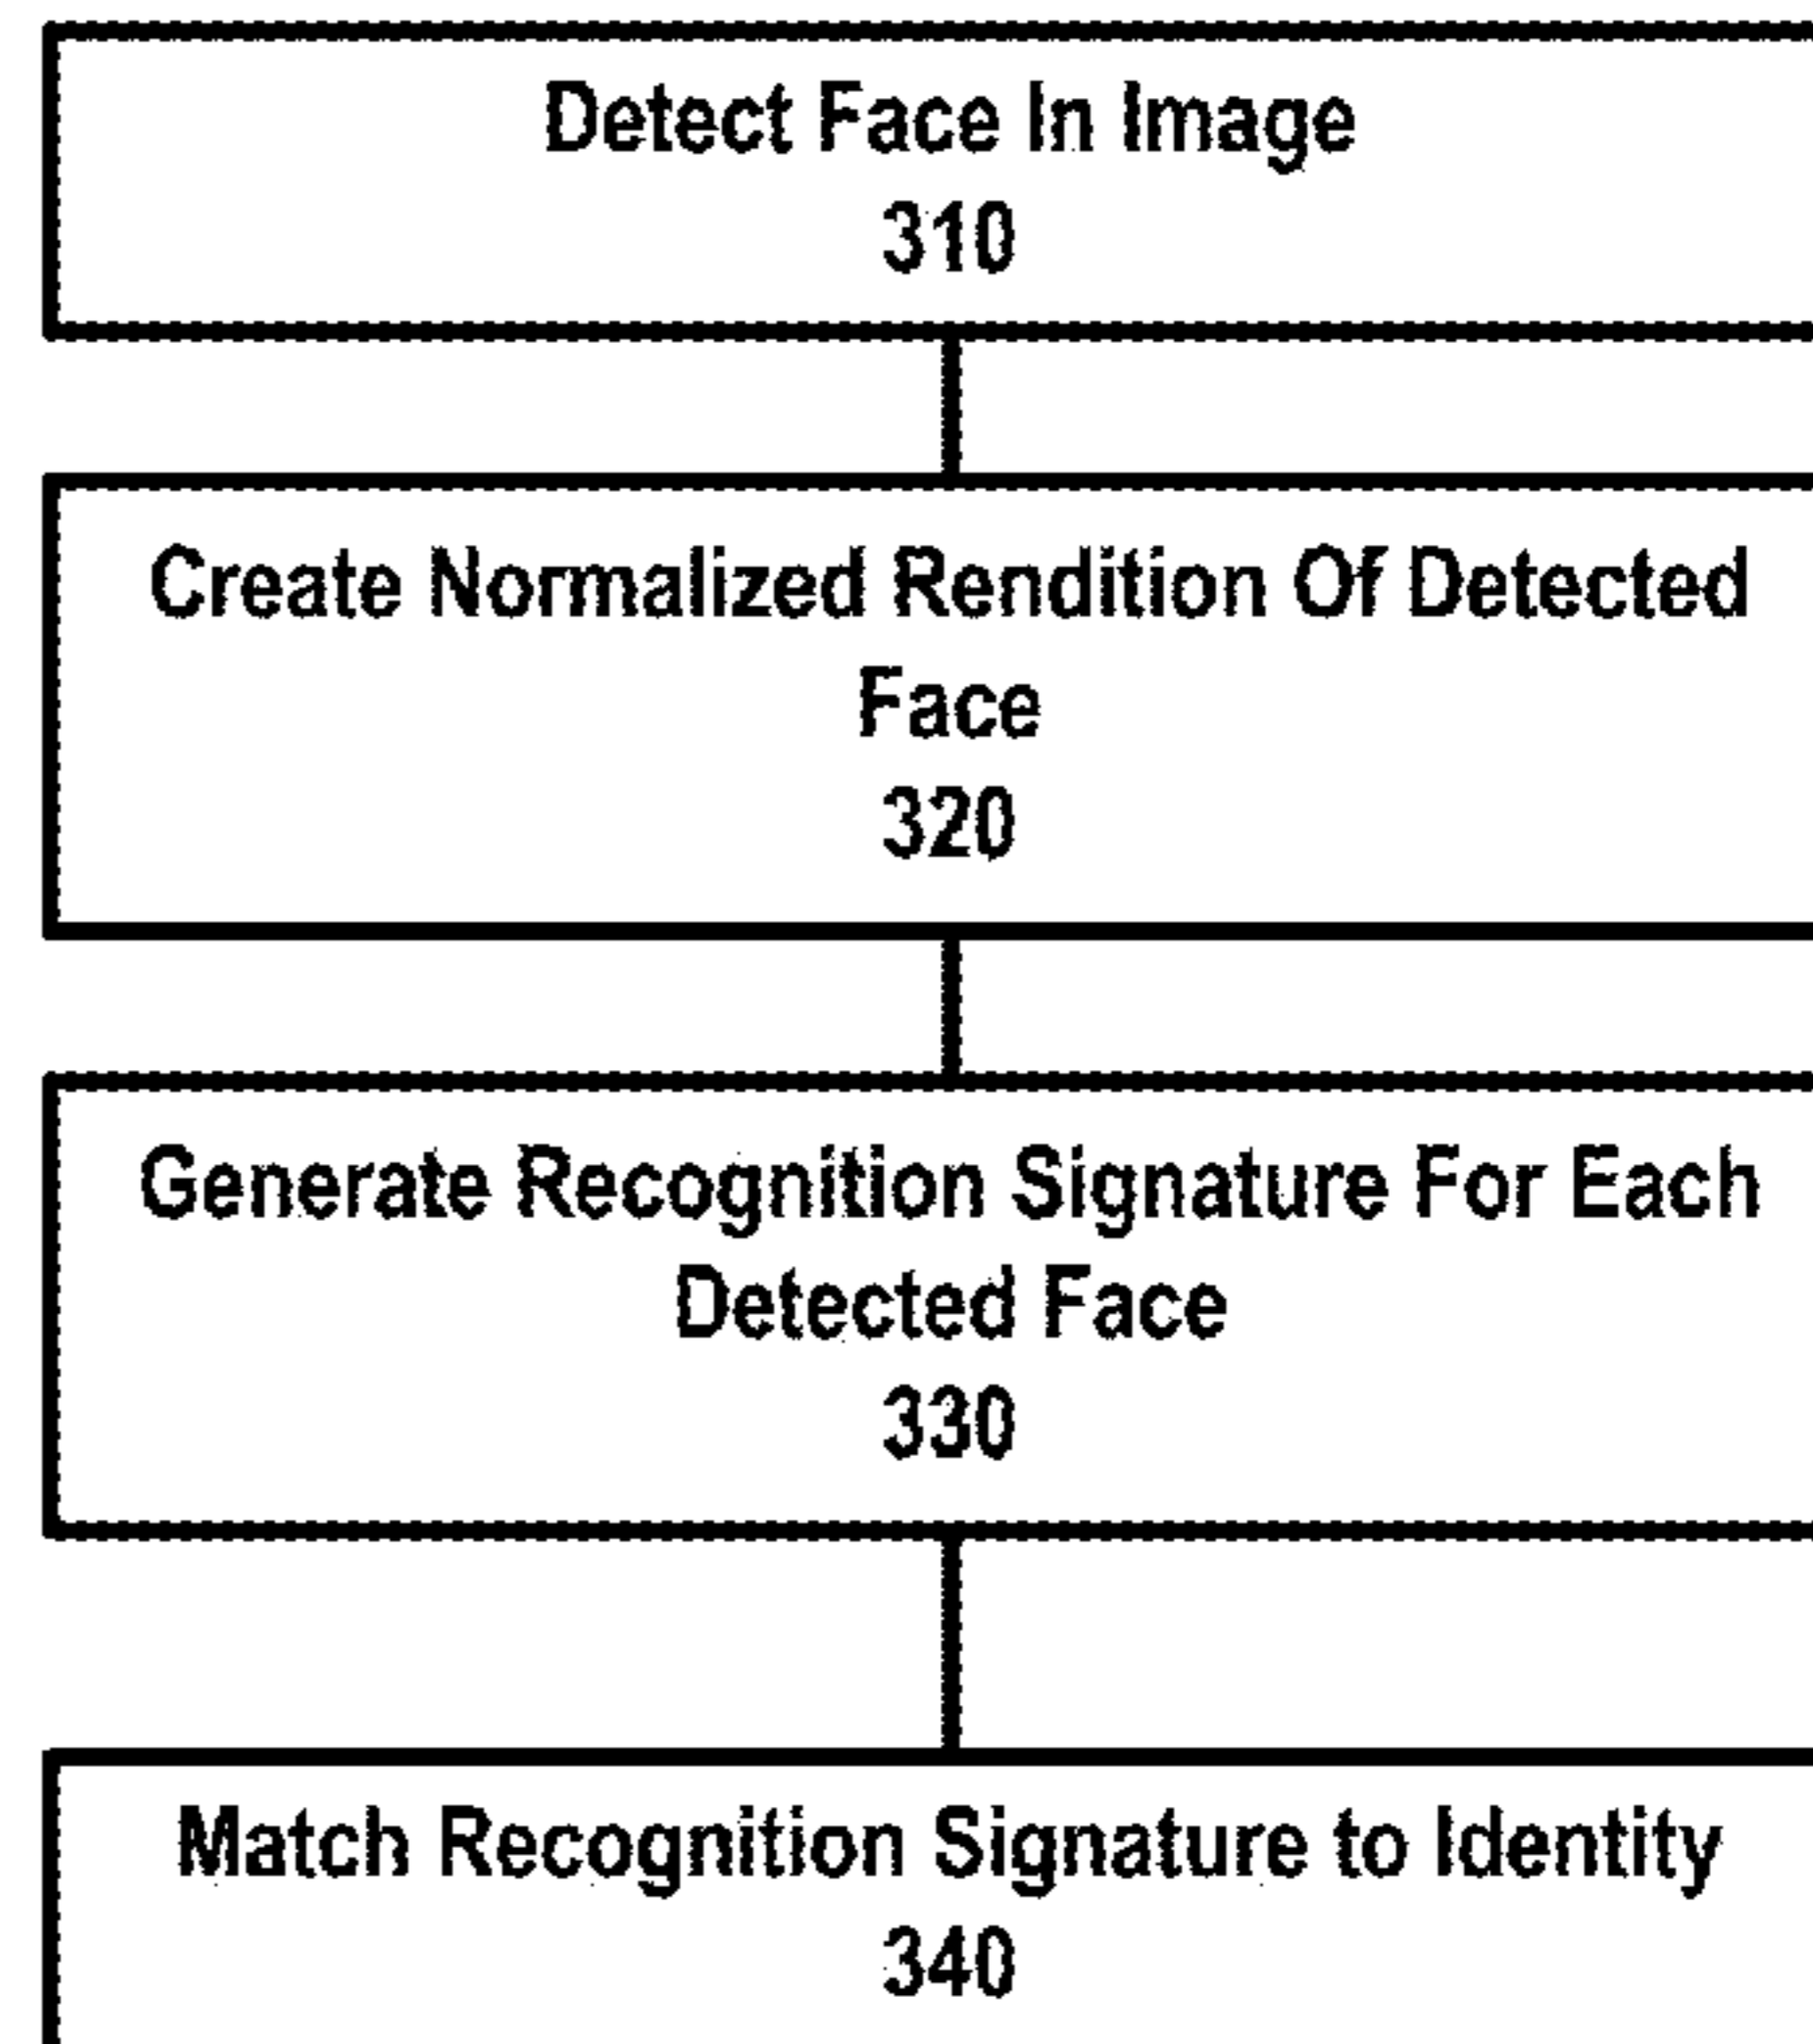 Detect Face In Image
310
Create Normalized Rendition Of Detected
Face
320
Generate Recognition Signature For Each
Detected Face
330
Match Recognition Signature to Identity
340